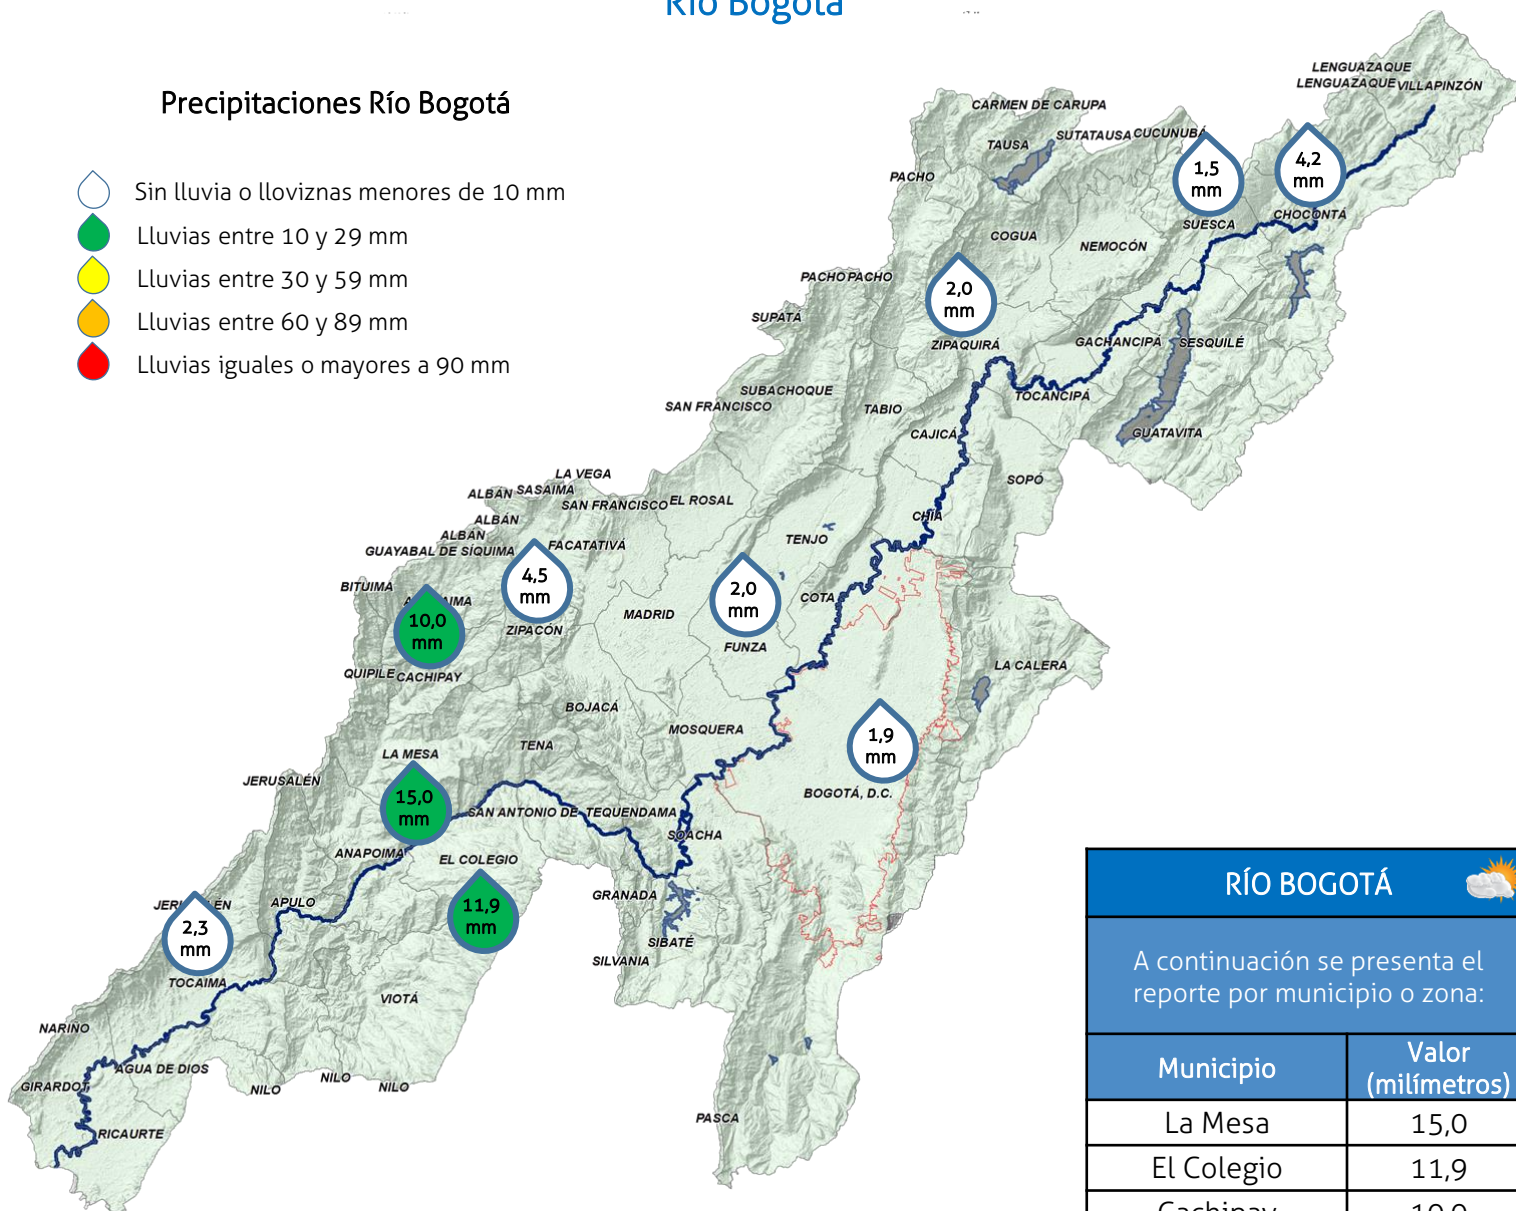 Río Bogotá
Precipitaciones Río Bogotá
Sin lluvia o lloviznas menores de 10 mm
Lluvias entre 10 y 29 mm
Lluvias entre 30 y 59 mm
Lluvias entre 60 y 89 mm
Lluvias iguales o mayores a 90 mm
LENGUAZAQUE
LENGUAZAQUE VILLAPINZÓN
CARMEN DE CARUPA
SUTATAUSA CUCUNUBÁ
TAUSA
PACHO
1,5
mm
4,2
mm
CHOCONTÁ
SUESCA
COGUA
NEMOCÓN
PACHO PACHO
2,0
mm
SUPATÁ
ZIPAQUIRÁ
GACHANCIPÁ
SESQUILÉ
SUBACHOQUE
SAN FRANCISCO
TABIO
TOCANCIPÁ
CAJICÁ
GUATAVITA
LA VEGA
SOPÓ
ALBÁN SASAIMA
SAN FRANCISCO EL ROSAL
ALBÁN
CHÍA
ALBÁN
GUAYABAL DE SÍQUIMA
FACATATIVÁ
TENJO
BITUIMA
4,5
mm
2,0
mm
COTA
10,0
mm
MADRID
ZIPACÓN
FUNZA
LA CALERA
QUIPILE CACHIPAY
BOJACÁ
MOSQUERA
TENA
1,9
mm
LA MESA
JERUSALÉN
BOGOTÁ, D.C.
15,0
mm
SAN ANTONIO DE TEQUENDAMA
SOACHA
ANAPOIMA
EL COLEGIO
GRANADA
APULO
11,9
mm
2,3
mm
SIBATÉ
SILVANIA
TOCAIMA
VIOTÁ
NARIÑO
AGUA DE DIOS
GIRARDOT
NILO
NILO
NILO
PASCA
RICAURTE
RÍO BOGOTÁ
A continuación se presenta el
reporte por municipio o zona:
Municipio
Valor
(milímetros)
La Mesa 15,0
El Colegio 11,9
Cachipay 10,0